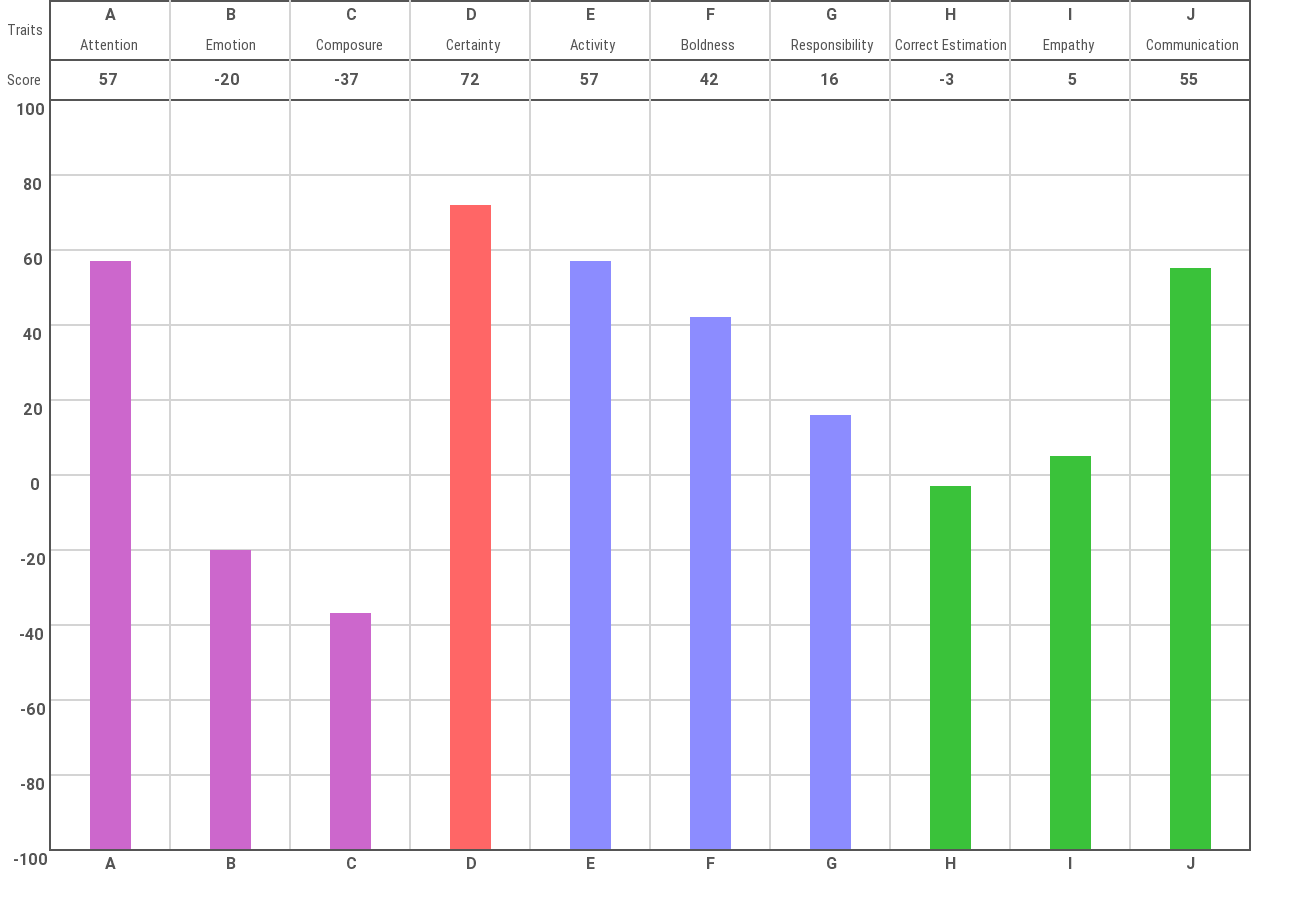 A B C D E F G H I J
Traits
Attention Emotion Composure Certainty Activity Boldness Responsibility Correct Estimation Empathy Communication
Score 57 -20 -37 72 57 42 16 -3 5 55
100
80
60
40
20
0
-20
-40
-60
-80
-100
A B C D E F G H I J